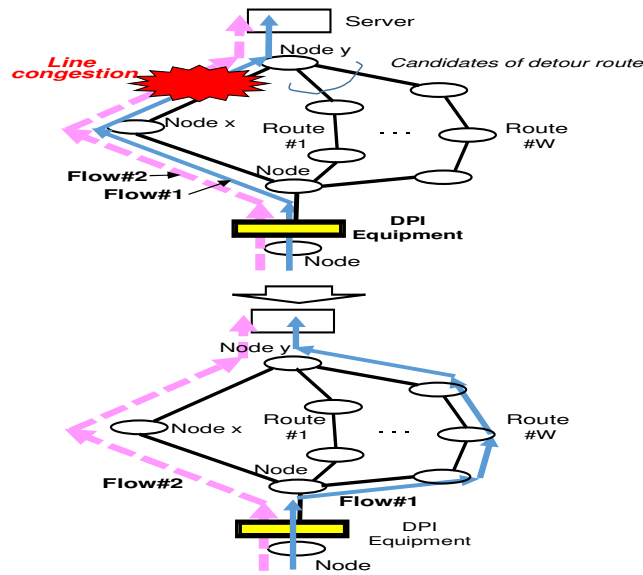 Server
Node y
Line
congestion
Candidates of detour route
Node x
Route
#1
. . .
Route
#W
Node
Flow#2
Flow#1
DPI
Equipment
Node
Node y
Node x
Route
#1
. . .
Route
#W
Node
Flow#2
Flow#1
DPI
Equipment
Node